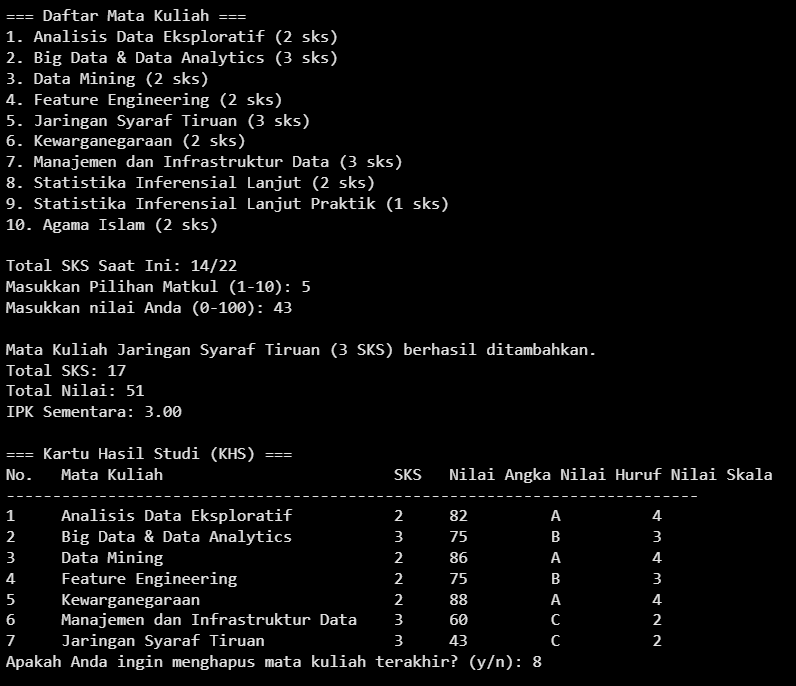 === Daftar Mata Kuliah ===
1. Analisis Data Eksploratif (2 sks)
2. Big Data & Data Analytics (3 sks)
3. Data Mining (2 sks)
4. Feature Engineering (2 sks)
5. Jaringan Syaraf Tiruan (3 sks)
6. Kewarganegaraan (2 sks)
7. Manajemen dan Infrastruktur Data (3 sks)
8. Statistika Inferensial Lanjut (2 sks)
9. Statistika Inferensial Lanjut Praktik (1 sks)
10. Agama Islam (2 sks)

Total SKS Saat Ini: 14/22
Masukkan Pilihan Matkul (1-10): 5
Masukkan nilai Anda (0-100): 43

Mata Kuliah Jaringan Syaraf Tiruan (3 SKS) berhasil ditambahkan.
Total SKS: 17
Total Nilai: 51
IPK Sementara: 3.00

=== Kartu Hasil Studi (KHS) ===
No.   Mata Kuliah                         SKS   Nilai Angka Nilai Huruf Nilai Skala
---------------------------------------------------------------------------
1     Analisis Data Eksploratif           2     82         A          4
2     Big Data & Data Analytics           3     75         B          3
3     Data Mining                         2     86         A          4
4     Feature Engineering                 2     75         B          3
5     Kewarganegaraan                     2     88         A          4
6     Manajemen dan Infrastruktur Data    3     60         C          2
7     Jaringan Syaraf Tiruan              3     43         C          2
Apakah Anda ingin menghapus mata kuliah terakhir? (y/n): 8